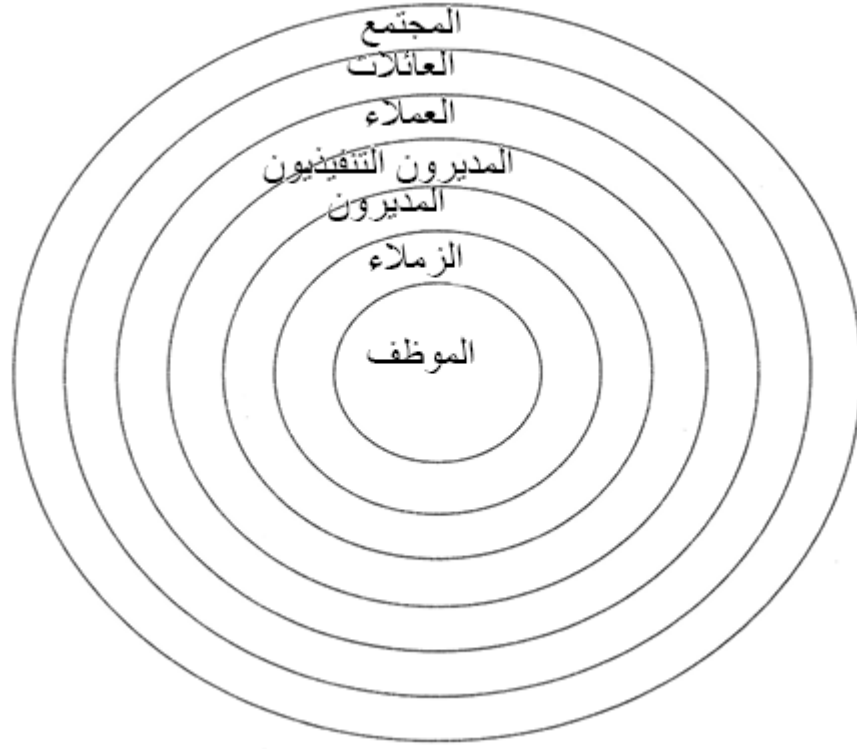 المجتمع
العائلات
العملاء
المديرون التنفيذيون
المديرون
الزملاء
الموظف